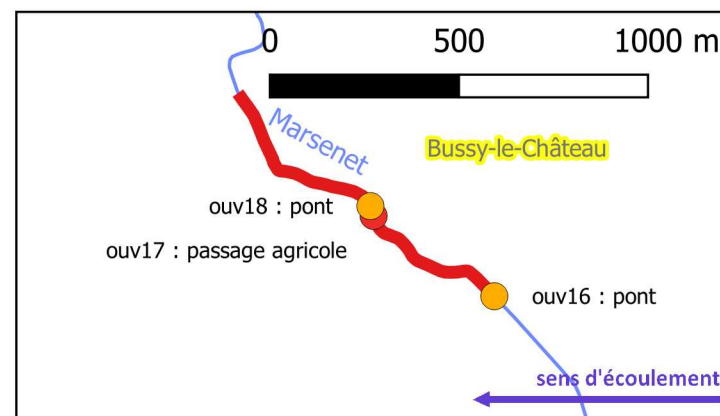 0 500 1000 m
Marsenet
Bussy-le-Château
ouv18 : pont
ouv17 : passage agricole
ouv16 : pont
sens d'écoulement